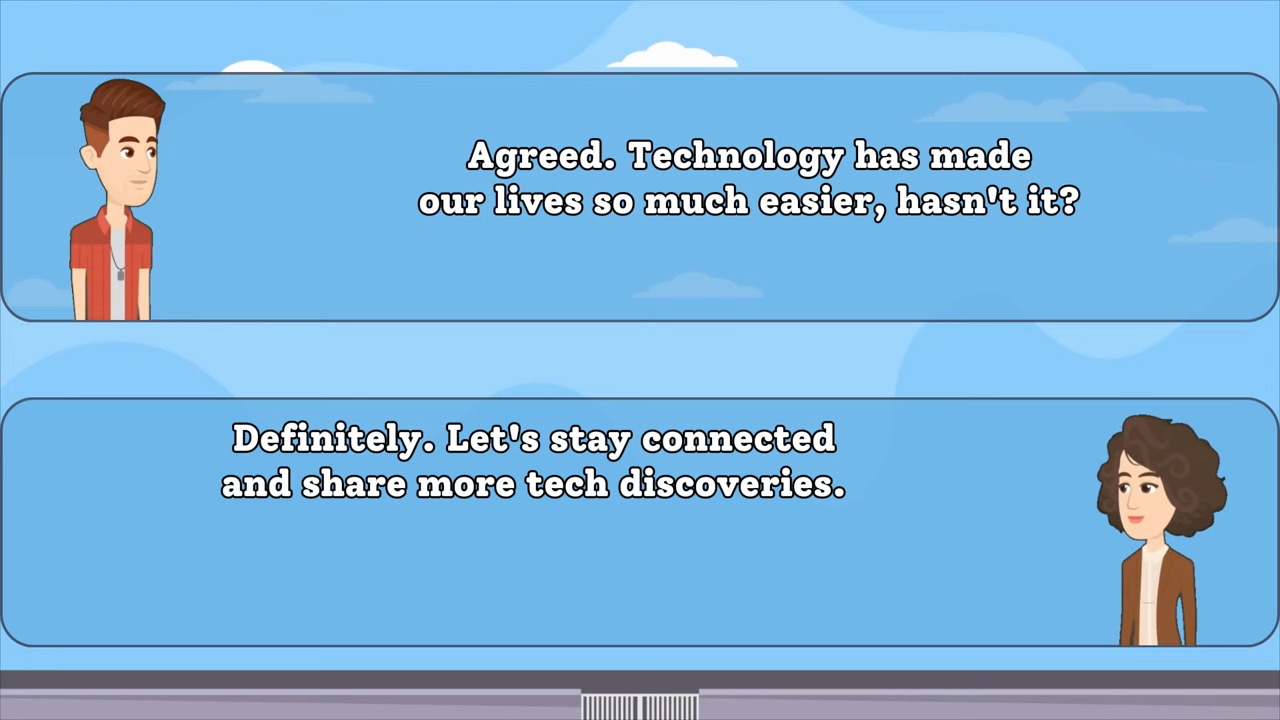 Agreed. Technology has made
our lives so much easier, hasn't it?
Definitely. Let's stay connected
and share more tech discoveries.